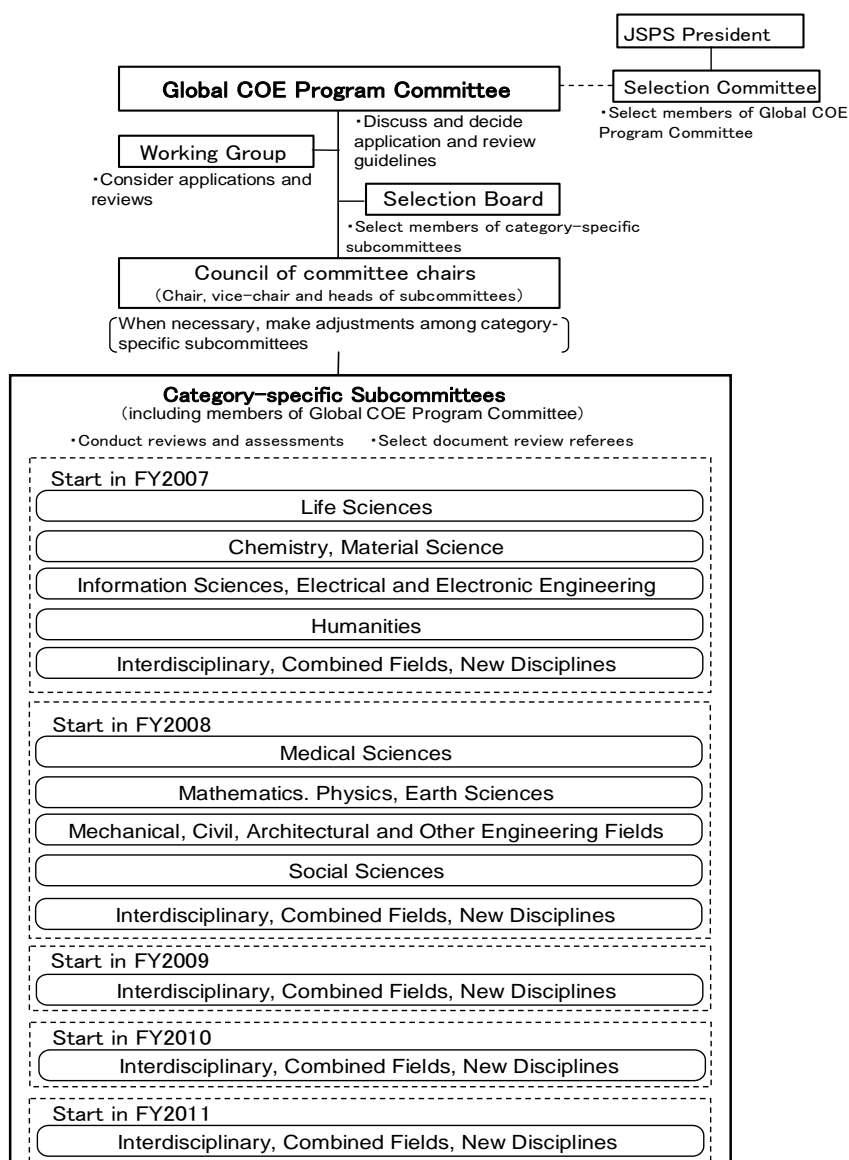 JSPS President
Global COE Program Committee
Selection Committee
・Select members of Global COE
Program Committee
・Discuss and decide
application and review
guidelines
Working Group
・Consider applications and
reviews
Selection Board
・Select members of category-specific
subcommittees
Council of committee chairs
(Chair, vice-chair and heads of subcommittees)
When necessary, make adjustments among category-
specific subcommittees
Category-specific Subcommittees
(including members of Global COE Program Committee)
・Conduct reviews and assessments ・Select document review referees
Start in FY2007
Life Sciences
Chemistry, Material Science
Information Sciences, Electrical and Electronic Engineering
Humanities
Interdisciplinary, Combined Fields, New Disciplines
Start in FY2008
Medical Sciences
Mathematics. Physics, Earth Sciences
Mechanical, Civil, Architectural and Other Engineering Fields
Social Sciences
Interdisciplinary, Combined Fields, New Disciplines
Start in FY2009
Interdisciplinary, Combined Fields, New Disciplines
Start in FY2010
Interdisciplinary, Combined Fields, New Disciplines
Start in FY2011
Interdisciplinary, Combined Fields, New Disciplines